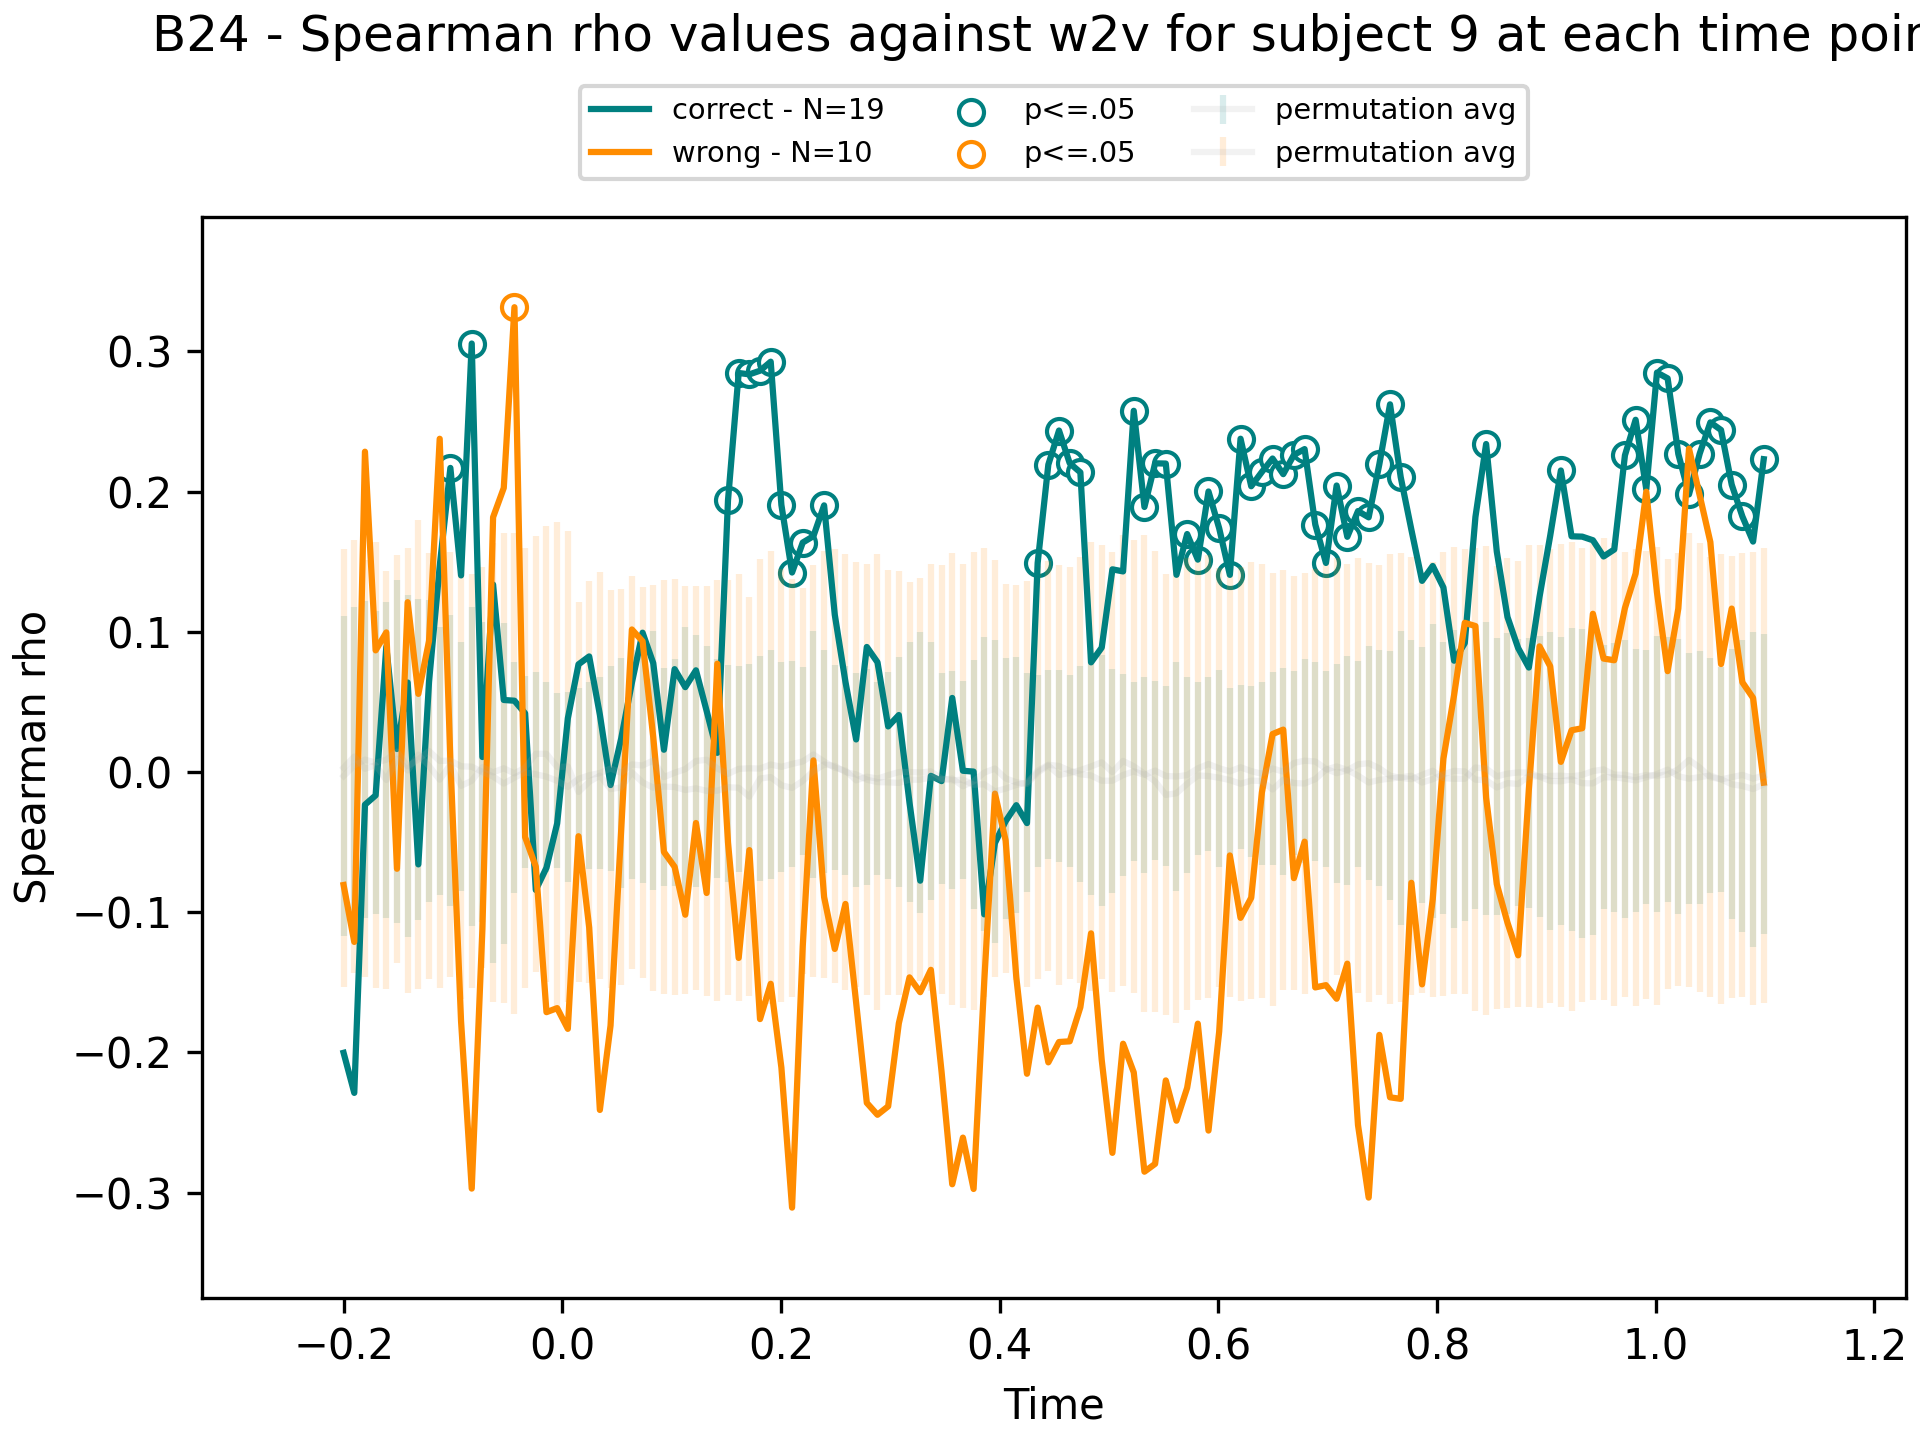 B24 - Spearman rho values against w2v for subject 9 at each time poin
correct - N=19 p<=.05 permutation avg
wrong - N=10 p<=.05 permutation avg
0.3
0.2
0.1
0.0
−0.1
−0.2
−0.3
Spearman rho
−0.2 0.0 0.2 0.4 0.6 0.8 1.0 1.2
Time